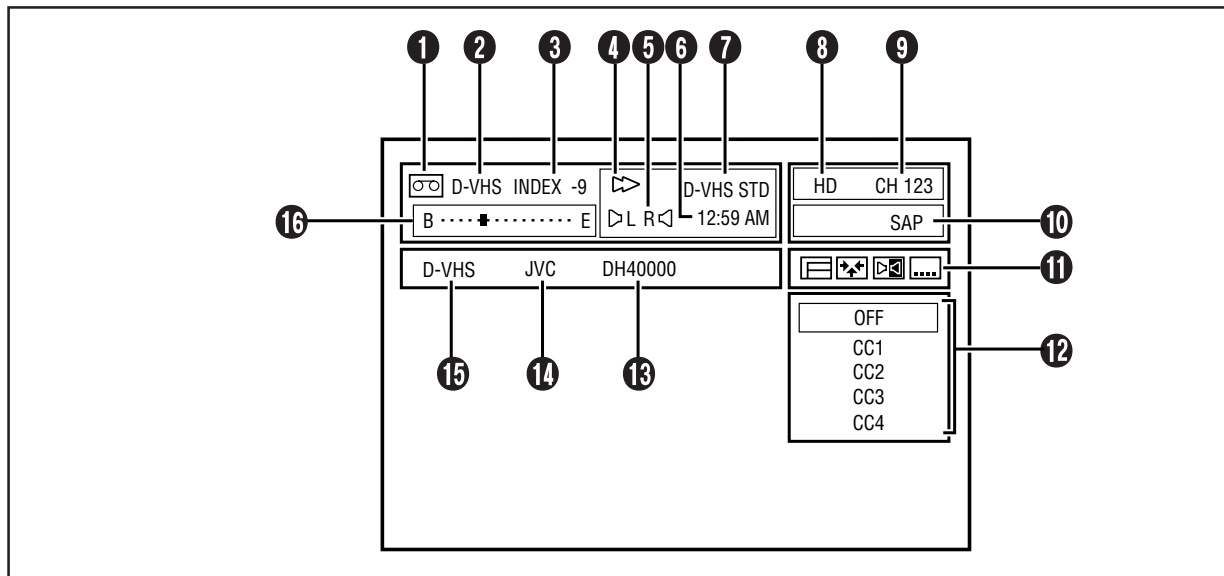 1 2 3 4 5 6 7 8 9
D-VHS INDEX -9 D-VHS STD HD CH 123
L R 12:59 AM
16 B E SAP 10
D-VHS JVC DH40000 11
OFF
CC1 12
CC2
15 14 13
CC3
CC4